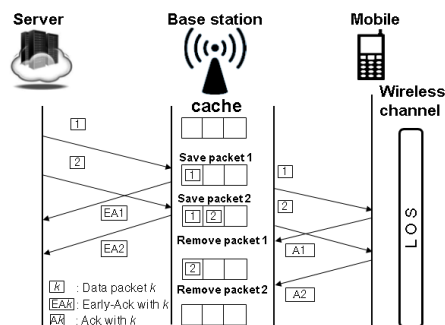 Server
Base station
Mobile
cache
Wireless
channel
1
2
Save packet 1
1
Save packet 2
1 2
EA1
EA2
Remove packet 1
2
Remove packet 2
1
2
A1
A2
LOS
k : Data packet k
EAk : Early-Ack with k
Ak : Ack with k